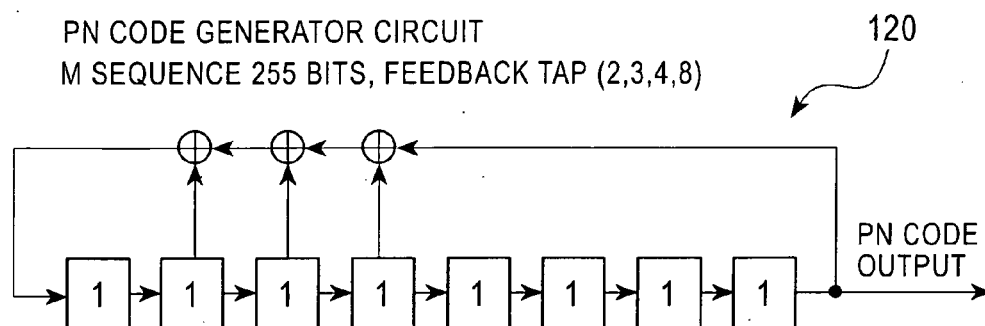 PN CODE GENERATOR CIRCUIT
M SEQUENCE 255 BITS, FEEDBACK TAP (2,3,4,8)
120
1 1 1 1 1 1 1 1
PN CODE
OUTPUT